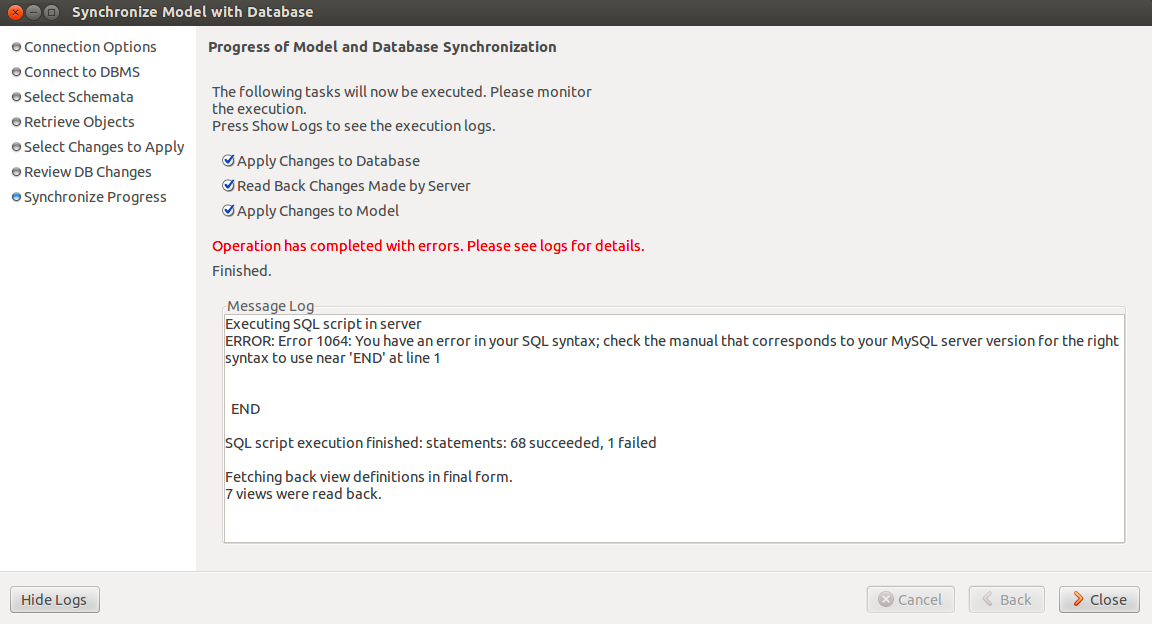 Synchronize Model with Database
Connection Options
Connect to DBMS
Select Schemata
Retrieve Objects
Select Changes to Apply
Review DB Changes
Synchronize Progress
Progress of Model and Database Synchronization
The following tasks will now be executed. Please monitor
the execution.
Press Show Logs to see the execution logs.
Apply Changes to Database
Read Back Changes Made by Server
Apply Changes to Model
Operation has completed with errors. Please see logs for details.
Finished.
Message Log
Executing SQL script in server
ERROR: Error 1064: You have an error in your SQL syntax; check the manual that corresponds to your MySQL server version for the right
syntax to use near 'END' at line 1
END
SQL script execution finished: statements: 68 succeeded, 1 failed
Fetching back view definitions in final form.
7 views were read back.
Hide Logs
Cancel
Back
Close